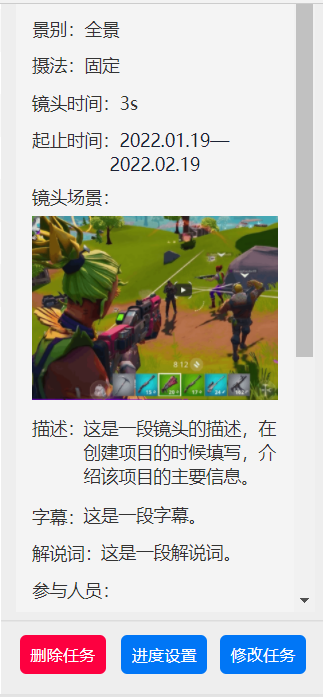 景别：全景
摄法：固定
镜头时间：3s
起止时间：2022.01.19—
2022.02.19
镜头场景：
8:12
描述：这是一段镜头的描述，在
创建项目的时候填写，介
绍该项目的主要信息。
字幕：这是一段字幕。
解说词：这是一段解说词。
参与人员：
删除任务
进度设置
修改任务